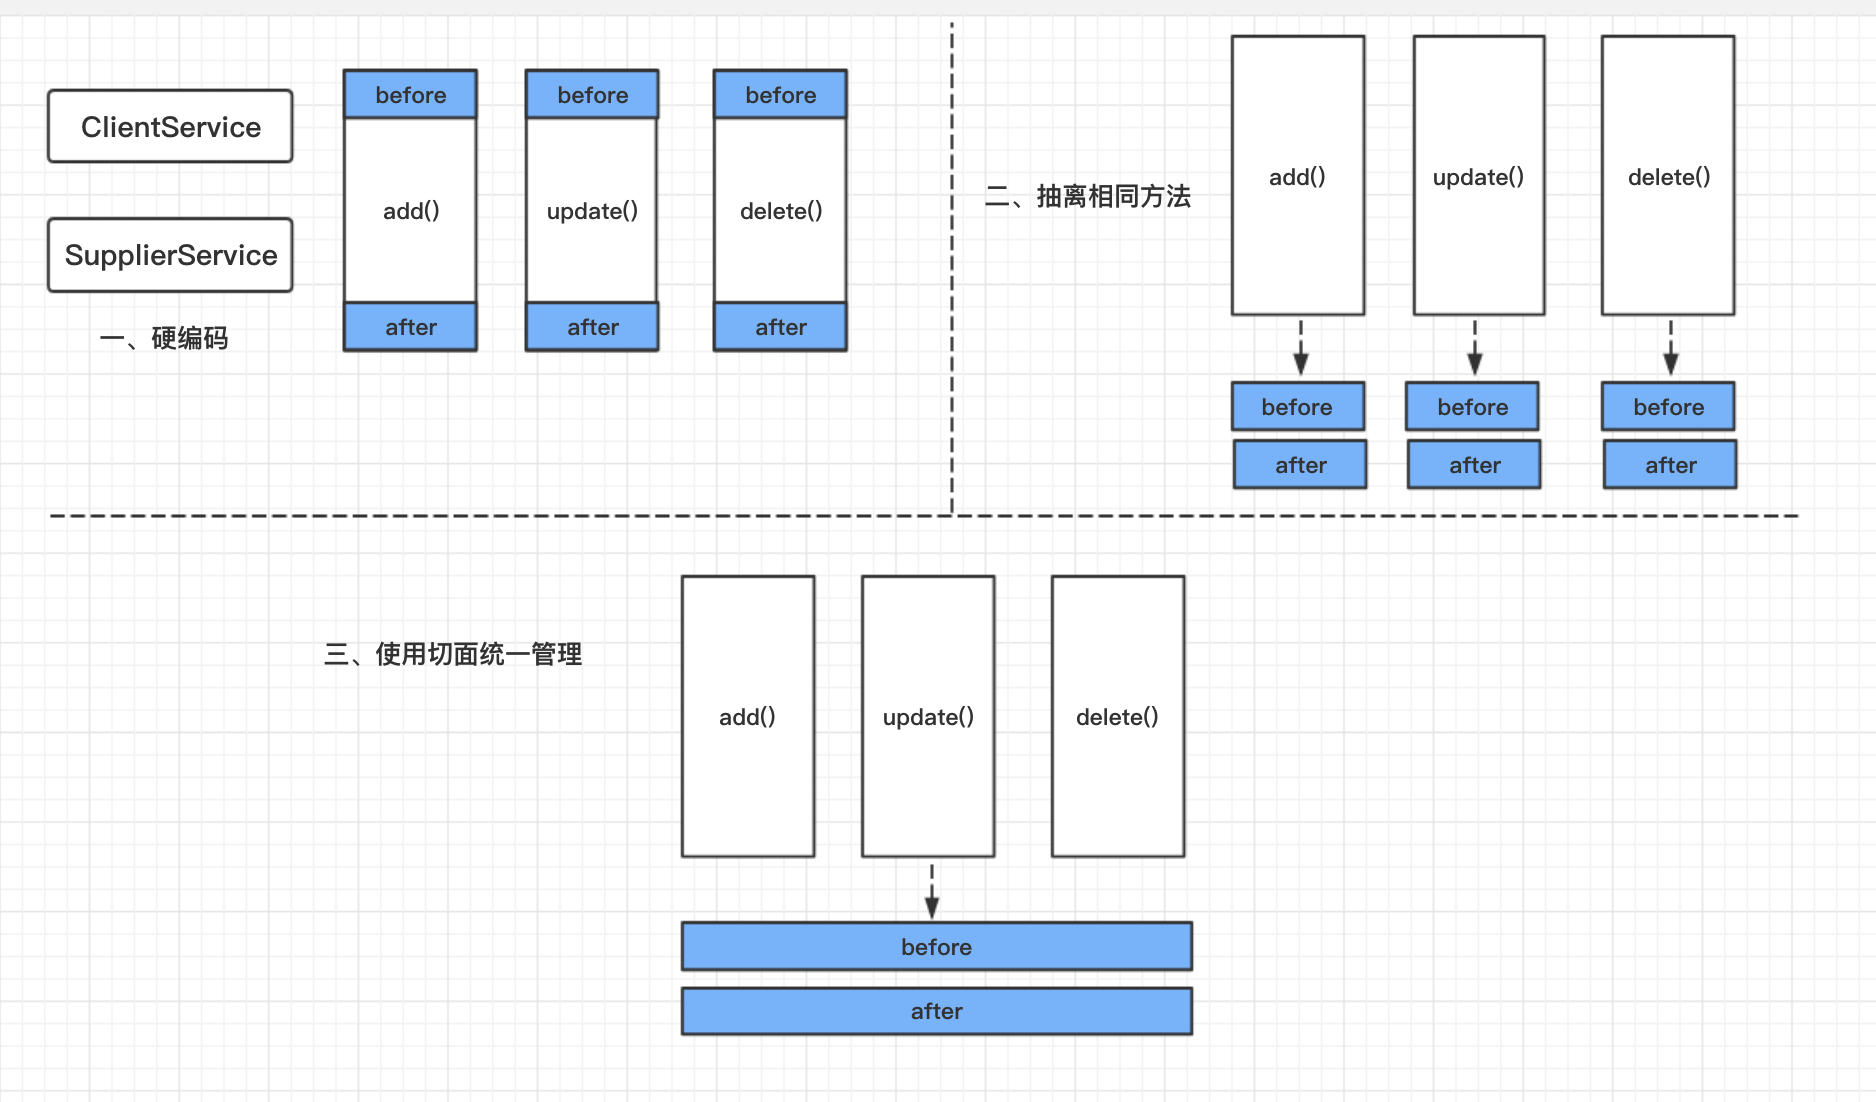 ClientService
SupplierService
一、硬编码
before
before
before
add()
update()
delete()
after
after
after
二、抽离相同方法
add()
update()
delete()
before
before
before
after
after
after
三、使用切面统一管理
add()
update()
delete()
before
after